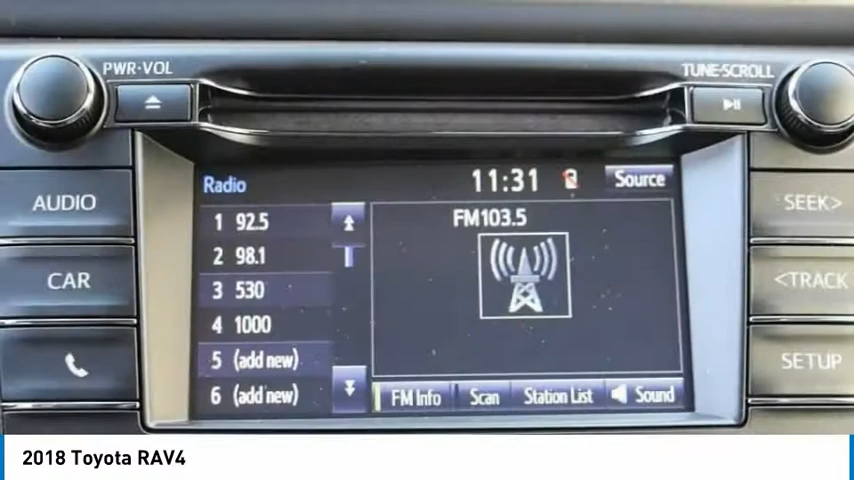 PWR·VOL
TUNE·SCROLL
AUDIO
CAR
Radio
11:31
Source
1 92.5
2 98.1
3 530
4 1000
5 (add new)
6 (add new)
FM103.5
FM Info
Scan
Station List
Sound
SEEK>
<TRACK
SETUP
2018 Toyota RAV4